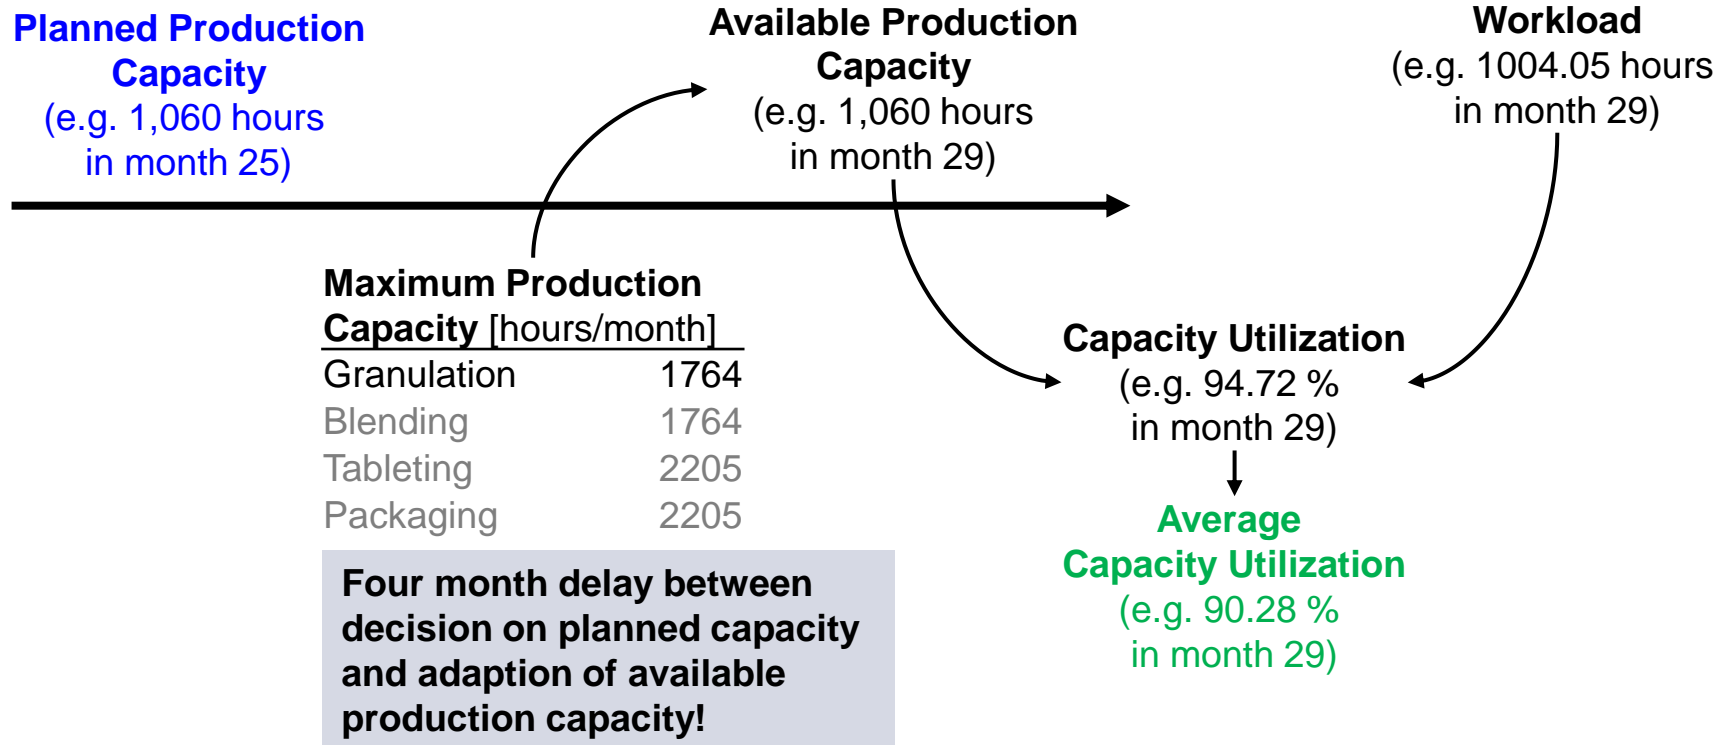 Planned Production
Capacity
(e.g. 1,060 hours
in month 25)
Available Production
Capacity
(e.g. 1,060 hours
in month 29)
Workload
(e.g. 1004.05 hours
in month 29)
Maximum Production
Capacity [hours/month]
Granulation 1764
Blending 1764
Tableting 2205
Packaging 2205
Four month delay between
decision on planned capacity
and adaption of available
production capacity!
Capacity Utilization
(e.g. 94.72 %
in month 29)
Average
Capacity Utilization
(e.g. 90.28 %
in month 29)